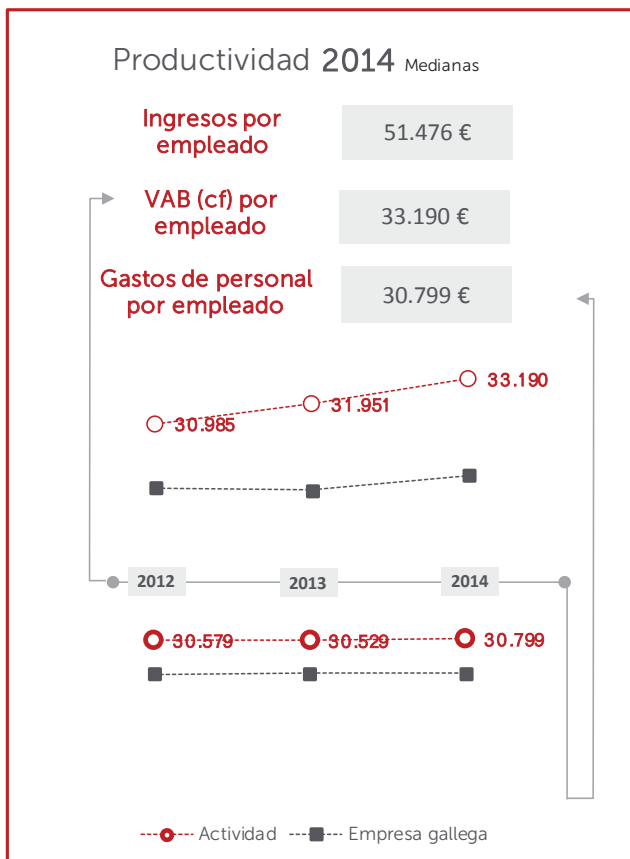 Productividad 2014 Medianas
Ingresos por
empleado
51.476 €
VAB (cf) por
empleado
33.190 €
Gastos de personal
por empleado
30.799 €
33.190
31.951
30.985
2012
2013
2014
30.579
30.529
30.799
Actividad
Empresa gallega